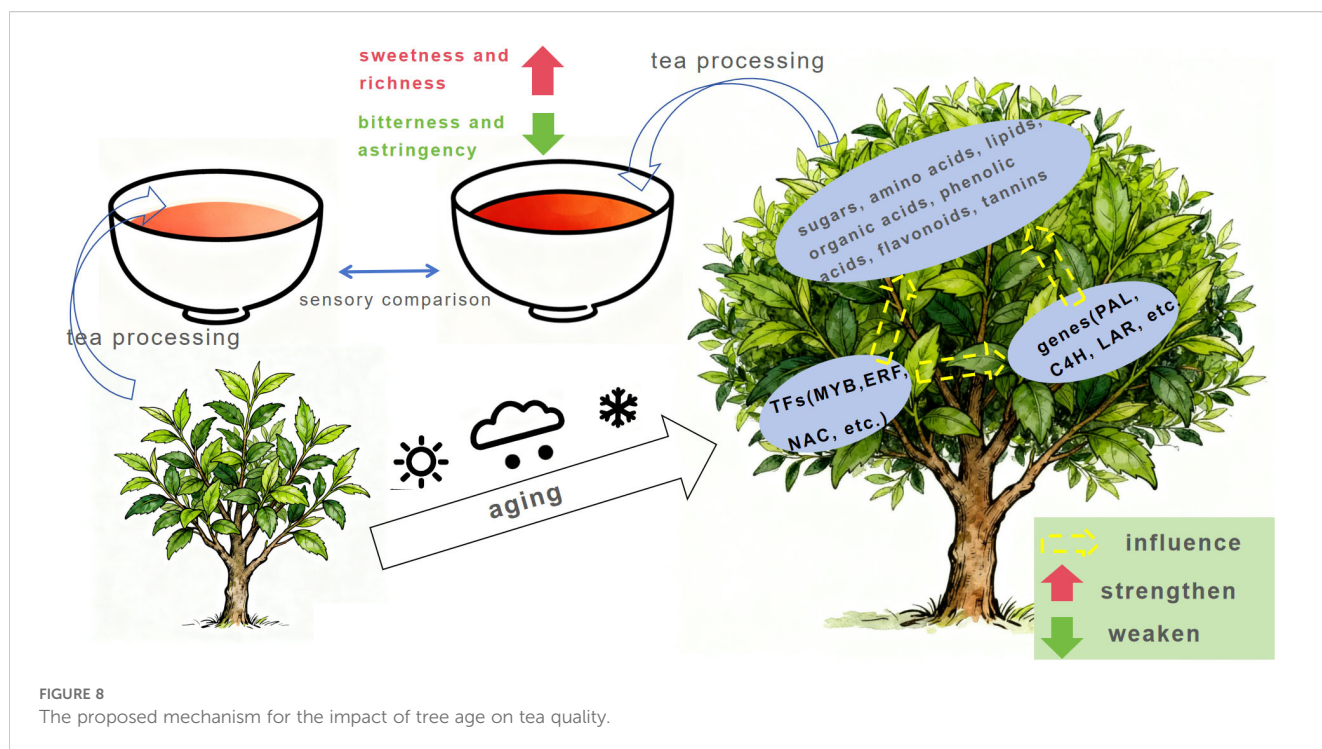 sweetness and
richness
bitterness and
astringency
tea processing
sensory comparison
tea processing
aging
sugars, amino acids, lipids,
organic acids, phenolic
acids, flavonoids, tannins
genes(PAL,
C4H, LAR, etc
TFs(MYB,ERF,
NAC, etc.)
influence
strengthen
weaken
FIGURE 8
The proposed mechanism for the impact of tree age on tea quality.